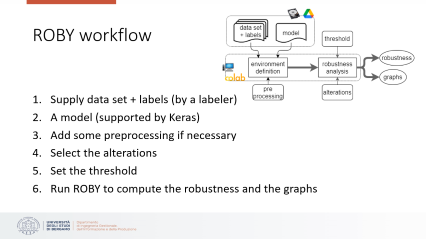 ROBY workflow
data set
+ labels
model
threshold
environment
definition
robustness
analysis
robustness
graphs
pre
processing
alterations
1. Supply data set + labels (by a labeler)
2. A model (supported by Keras)
3. Add some preprocessing if necessary
4. Select the alterations
5. Set the threshold
6. Run ROBY to compute the robustness and the graphs
UNIVERSITÀ
DEGLI STUDI
DI BERGAMO